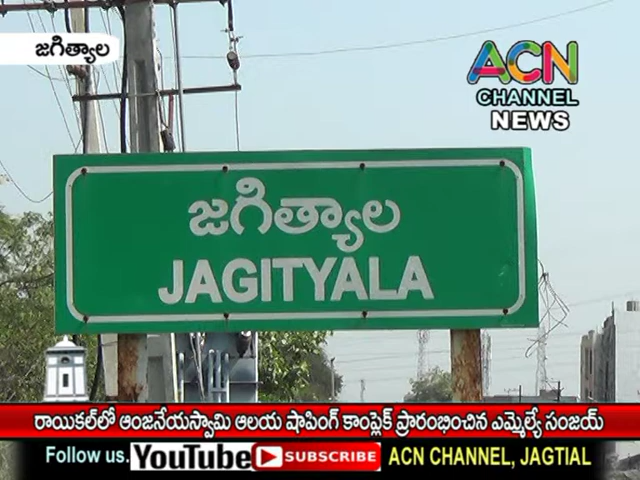 జగిత్యాల
ACN
CHANNEL
NEWS
జగిత్యాల
JAGITYALA
రాయికల్‌లో ఆంజనేయస్వామి ఆలయ షాపింగ్ కాంప్లెక్ ప్రారంభించిన ఎమ్మెల్యే సంజయ్
Follow us. YouTube SUBSCRIBE ACN CHANNEL, JAGTIAL